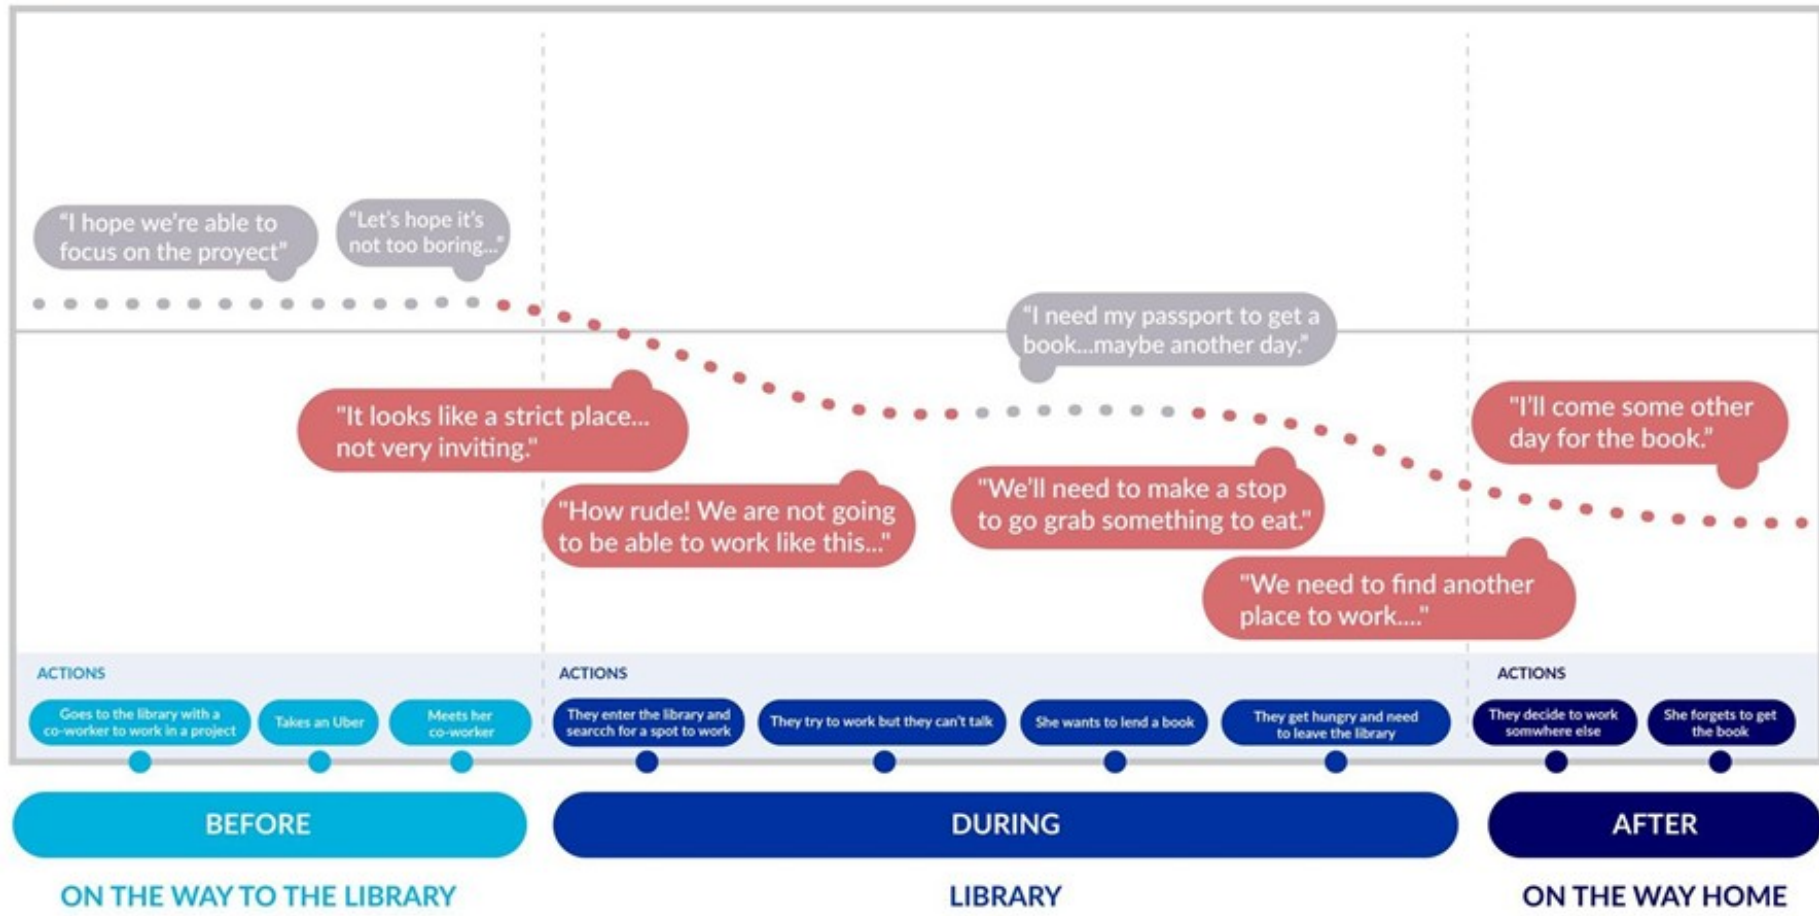 “I hope we’re able to
focus on the proyect”
“Let’s hope it’s
not too boring...”
"It looks like a strict place...
not very inviting."
"How rude! We are not going
to be able to work like this..."
“I need my passport to get a
book...maybe another day.”
"We’ll need to make a stop
to go grab something to eat."
"We need to find another
place to work...."
"I’ll come some other
day for the book.”
ACTIONS
Goes to the library with a
co-worker to work in a project
Takes an Uber
Meets her
co-worker
ACTIONS
They enter the library and
searcch for a spot to work
They try to work but they can’t talk
She wants to lend a book
They get hungry and need
to leave the library
ACTIONS
They decide to work
somwhere else
She forgets to get
the book
BEFORE
DURING
AFTER
ON THE WAY TO THE LIBRARY
LIBRARY
ON THE WAY HOME